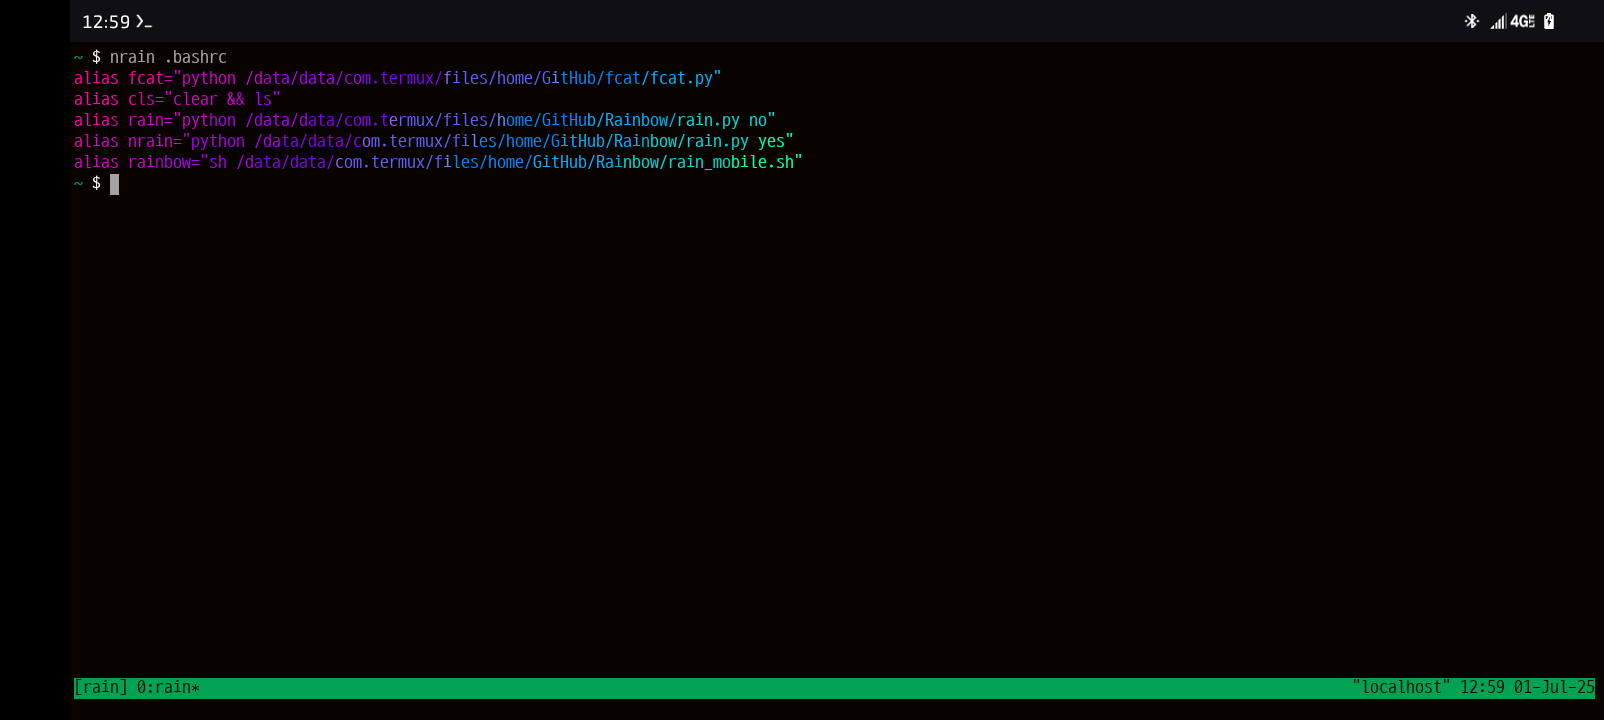 12:59
~ $ nrain .bashrc
alias fcat="python /data/data/com.termux/files/home/GitHub/fcat/fcat.py"
alias cls="clear && ls"
alias rain="python /data/data/com.termux/files/home/GitHub/Rainbow/rain.py no"
alias nrain="python /data/data/com.termux/files/home/GitHub/Rainbow/rain.py yes"
alias rainbow="sh /data/data/com.termux/files/home/GitHub/Rainbow/rain_mobile.sh"
~ $
[rain] 0:rain* "localhost" 12:59 01-Jul-25